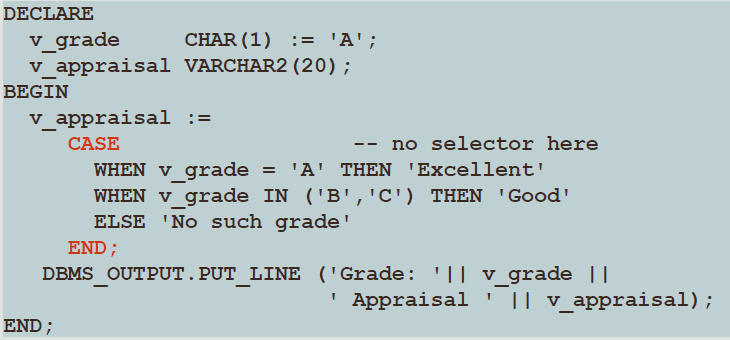 DECLARE
  v_grade     CHAR(1) := 'A';
  v_appraisal VARCHAR2(20);
BEGIN
  v_appraisal :=
     CASE                  -- no selector here
       WHEN v_grade = 'A' THEN 'Excellent'
       WHEN v_grade IN ('B','C') THEN 'Good'
       ELSE 'No such grade'
     END;
   DBMS_OUTPUT.PUT_LINE ('Grade: '|| v_grade ||
                         ' Appraisal ' || v_appraisal);
END;